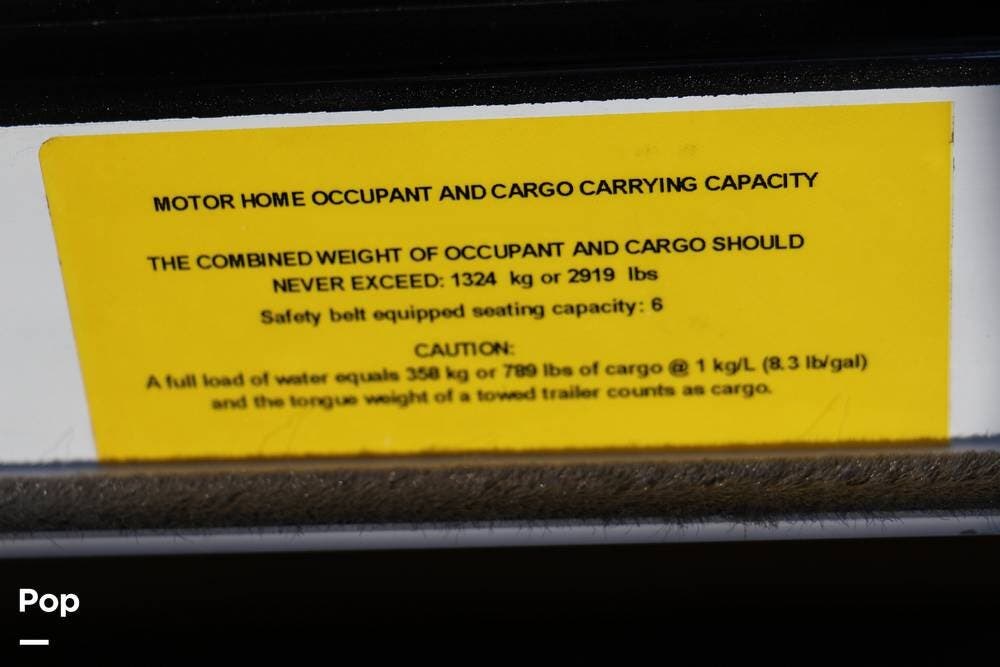 MOTOR HOME OCCUPANT AND CARGO CARRYING CAPACITY
THE COMBINED WEIGHT OF OCCUPANT AND CARGO SHOULD
NEVER EXCEED: 1324 kg or 2919 lbs
Safety belt equipped seating capacity: 6
CAUTION:
A full load of water equals 358 kg or 789 lbs of cargo @ 1 kg/L (8.3 lb/gal)
and the tongue weight of a towed trailer counts as cargo.
Pop